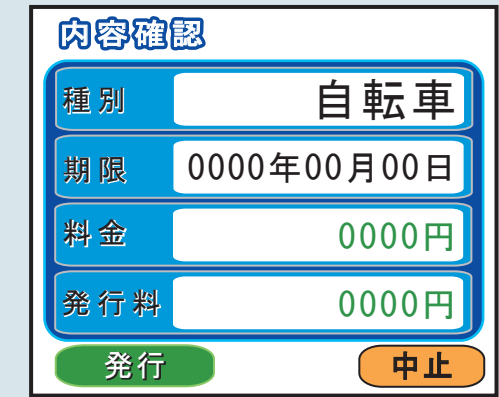 内容確認
種別 自転車
期限 0000年00月00日
料金 0000円
発行料 0000円
発行 中止